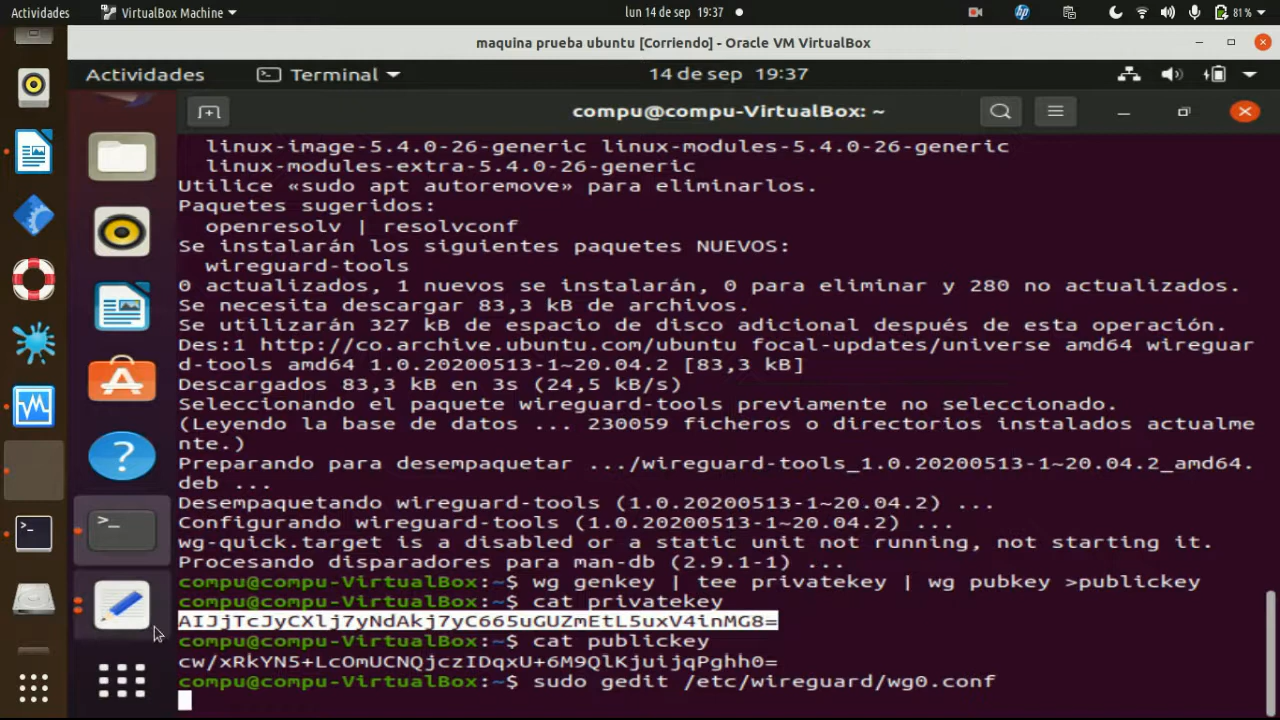 Actividades VirtualBox Machine lun 14 de sep 19:37 81 %
maquina prueba ubuntu [Corriendo] - Oracle VM VirtualBox
Actividades Terminal 14 de sep 19:37
compu@compu-VirtualBox: ~
linux-image-5.4.0-26-generic linux-modules-5.4.0-26-generic
linux-modules-extra-5.4.0-26-generic
Utilice «sudo apt autoremove» para eliminarlos.
Paquetes sugeridos:
openresolv | resolvconf
Se instalarán los siguientes paquetes NUEVOS:
wireguard-tools
0 actualizados, 1 nuevos se instalarán, 0 para eliminar y 280 no actualizados.
Se necesita descargar 83,3 kB de archivos.
Se utilizarán 327 kB de espacio de disco adicional después de esta operación.
Des:1 http://co.archive.ubuntu.com/ubuntu focal-updates/universe amd64 wireguar
d-tools amd64 1.0.20200513-1~20.04.2 [83,3 kB]
Descargados 83,3 kB en 3s (24,5 kB/s)
Seleccionando el paquete wireguard-tools previamente no seleccionado.
(Leyendo la base de datos ... 230059 ficheros o directorios instalados actualme
nte.)
Preparando para desempaquetar .../wireguard-tools_1.0.20200513-1~20.04.2_amd64.
deb ...
Desempaquetando wireguard-tools (1.0.20200513-1~20.04.2) ...
Configurando wireguard-tools (1.0.20200513-1~20.04.2) ...
wg-quick.target is a disabled or a static unit not running, not starting it.
Procesando disparadores para man-db (2.9.1-1) ...
compu@compu-VirtualBox:~$ wg genkey | tee privatekey | wg pubkey >publickey
compu@compu-VirtualBox:~$ cat privatekey
AIJjTcJyCXlj7yNdAkj7yC665uGUZmEtL5uxV4inMG8=
compu@compu-VirtualBox:~$ cat publickey
cw/xRkYN5+LcOmUCNQjczIDqxU+6M9QlKjuijqPghh0=
compu@compu-VirtualBox:~$ sudo gedit /etc/wireguard/wg0.conf